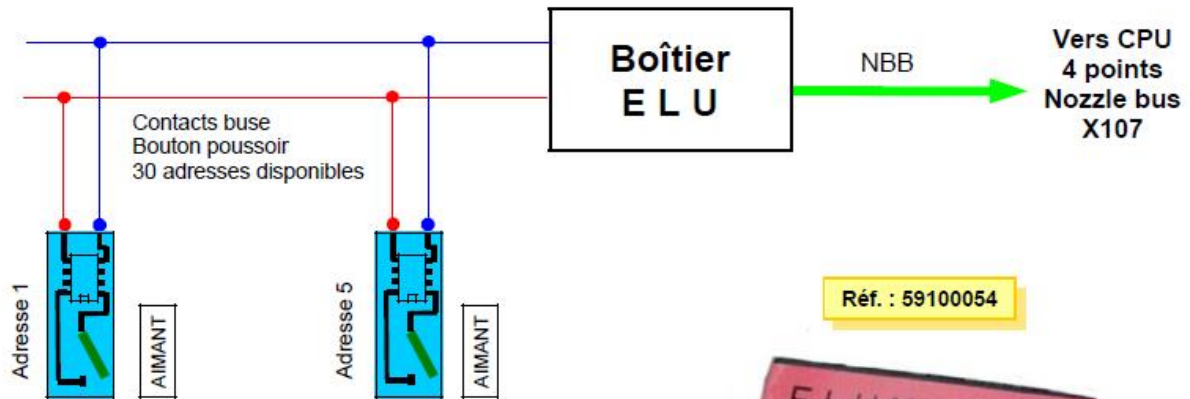 Boîtier
E L U
NBB
Vers CPU
4 points
Nozzle bus
X107
Contacts buse
Bouton poussoir
30 adresses disponibles
Adresse 1
AIMANT
Adresse 5
AIMANT
Réf. : 59100054